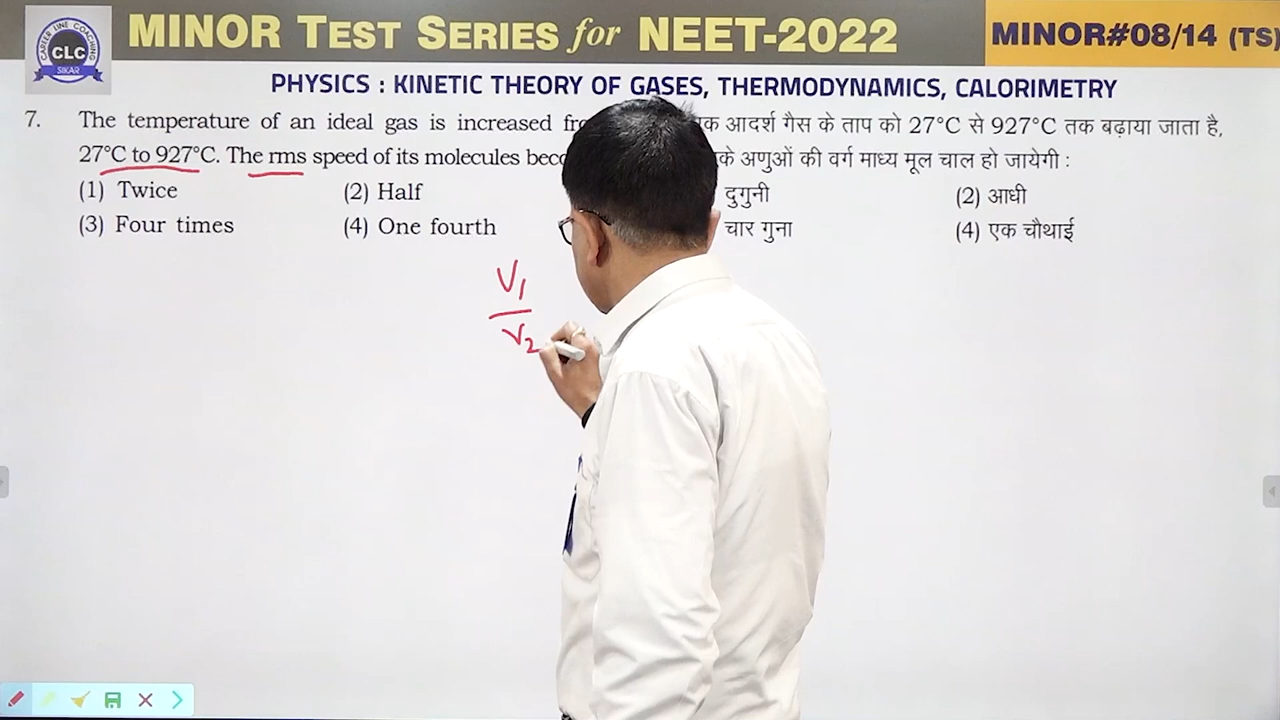 CAREER LINE COACHING
CLC
SIKAR
MINOR TEST SERIES for NEET-2022
MINOR#08/14 (TS)
PHYSICS : KINETIC THEORY OF GASES, THERMODYNAMICS, CALORIMETRY
7. The temperature of an ideal gas is increased
27°C to 927°C. The rms speed of its molecules
(1) Twice (2) Half
(3) Four times (4) One fourth
आदर्श गैस के ताप को 27°C से 927°C तक बढ़ाया जाता है,
अणुओं की वर्ग माध्य मूल चाल हो जायेगी :
दुगुनी (2) आधी
चार गुना (4) एक चौथाई
V1
V2